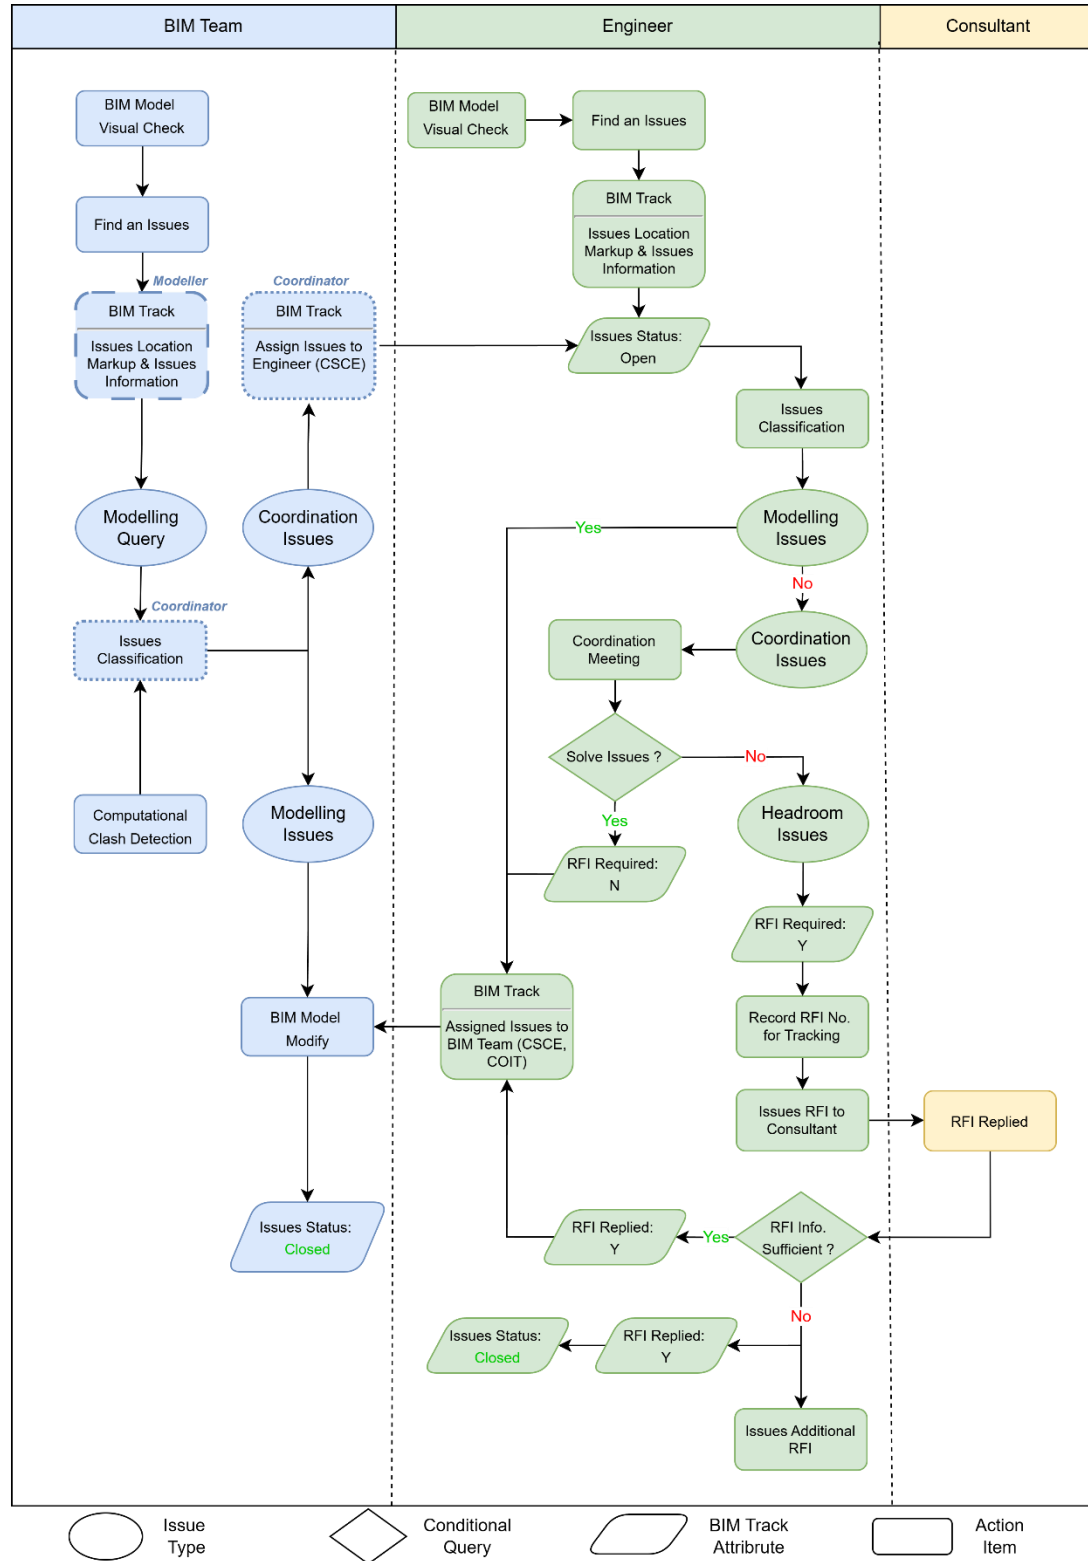 BIM Team
Engineer
Consultant
BIM Model
Visual Check
Find an Issues
Modeller
BIM Track
Issues Location
Markup & Issues
Information
Modelling
Query
Coordinator
Issues
Classification
Computational
Clash Detection
Coordinator
BIM Track
Assign Issues to
Engineer (CSCE)
Coordination
Issues
Modelling
Issues
BIM Model
Modify
Issues Status:
Closed
BIM Model
Visual Check
Find an Issues
BIM Track
Issues Location
Markup & Issues
Information
Issues Status:
Open
Issues
Classification
Modelling
Issues
Yes
No
Coordination
Issues
Coordination
Meeting
Solve Issues ?
No
Yes
Headroom
Issues
RFI Required:
N
RFI Required:
Y
BIM Track
Assigned Issues to
BIM Team (CSCE,
COIT)
Record RFI No.
for Tracking
Issues RFI to
Consultant
RFI Replied
RFI Info.
Sufficient ?
Yes
RFI Replied:
Y
No
RFI Replied:
Y
Issues Status:
Closed
Issues Additional
RFI
Issue
Type
Conditional
Query
BIM Track
Attribrute
Action
Item